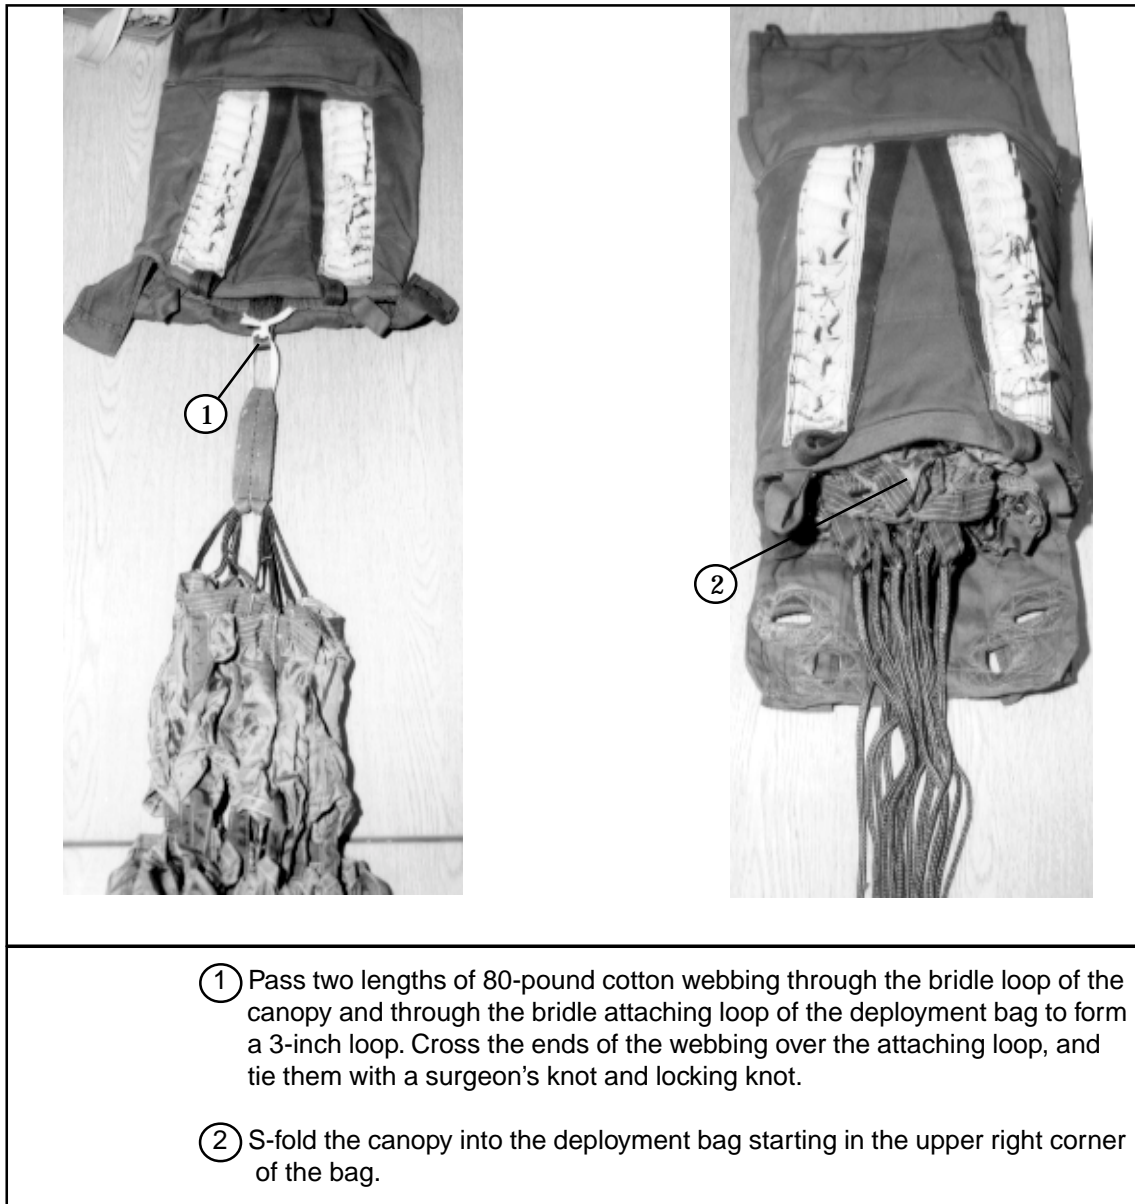 1
2
1 Pass two lengths of 80-pound cotton webbing through the bridle loop of the
canopy and through the bridle attaching loop of the deployment bag to form
a 3-inch loop. Cross the ends of the webbing over the attaching loop, and
tie them with a surgeon's knot and locking knot.
2 S-fold the canopy into the deployment bag starting in the upper right corner
of the bag.